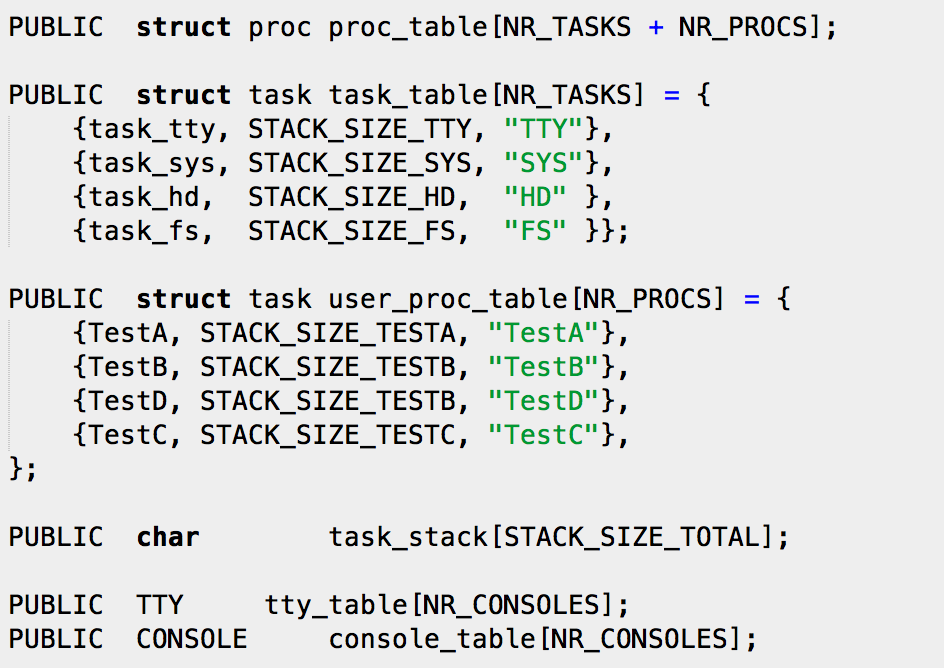 PUBLIC  struct proc proc_table[NR_TASKS + NR_PROCS];

PUBLIC  struct task task_table[NR_TASKS] = {
    {task_tty, STACK_SIZE_TTY, "TTY"},
    {task_sys, STACK_SIZE_SYS, "SYS"},
    {task_hd,  STACK_SIZE_HD,  "HD" },
    {task_fs,  STACK_SIZE_FS,  "FS" }};

PUBLIC  struct task user_proc_table[NR_PROCS] = {
    {TestA, STACK_SIZE_TESTA, "TestA"},
    {TestB, STACK_SIZE_TESTB, "TestB"},
    {TestD, STACK_SIZE_TESTB, "TestD"},
    {TestC, STACK_SIZE_TESTC, "TestC"},
};

PUBLIC  char        task_stack[STACK_SIZE_TOTAL];

PUBLIC  TTY     tty_table[NR_CONSOLES];
PUBLIC  CONSOLE     console_table[NR_CONSOLES];